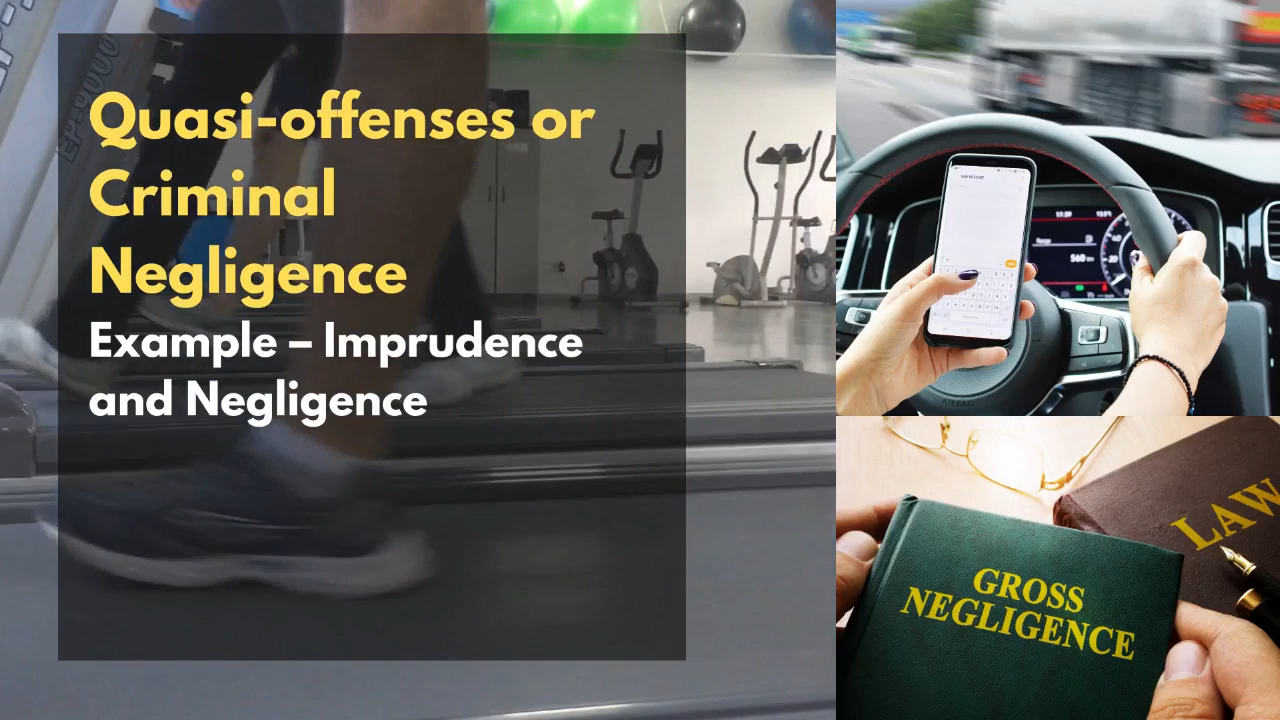 Quasi-offenses or
Criminal
Negligence
Example – Imprudence
and Negligence
LAW
GROSS
NEGLIGENCE